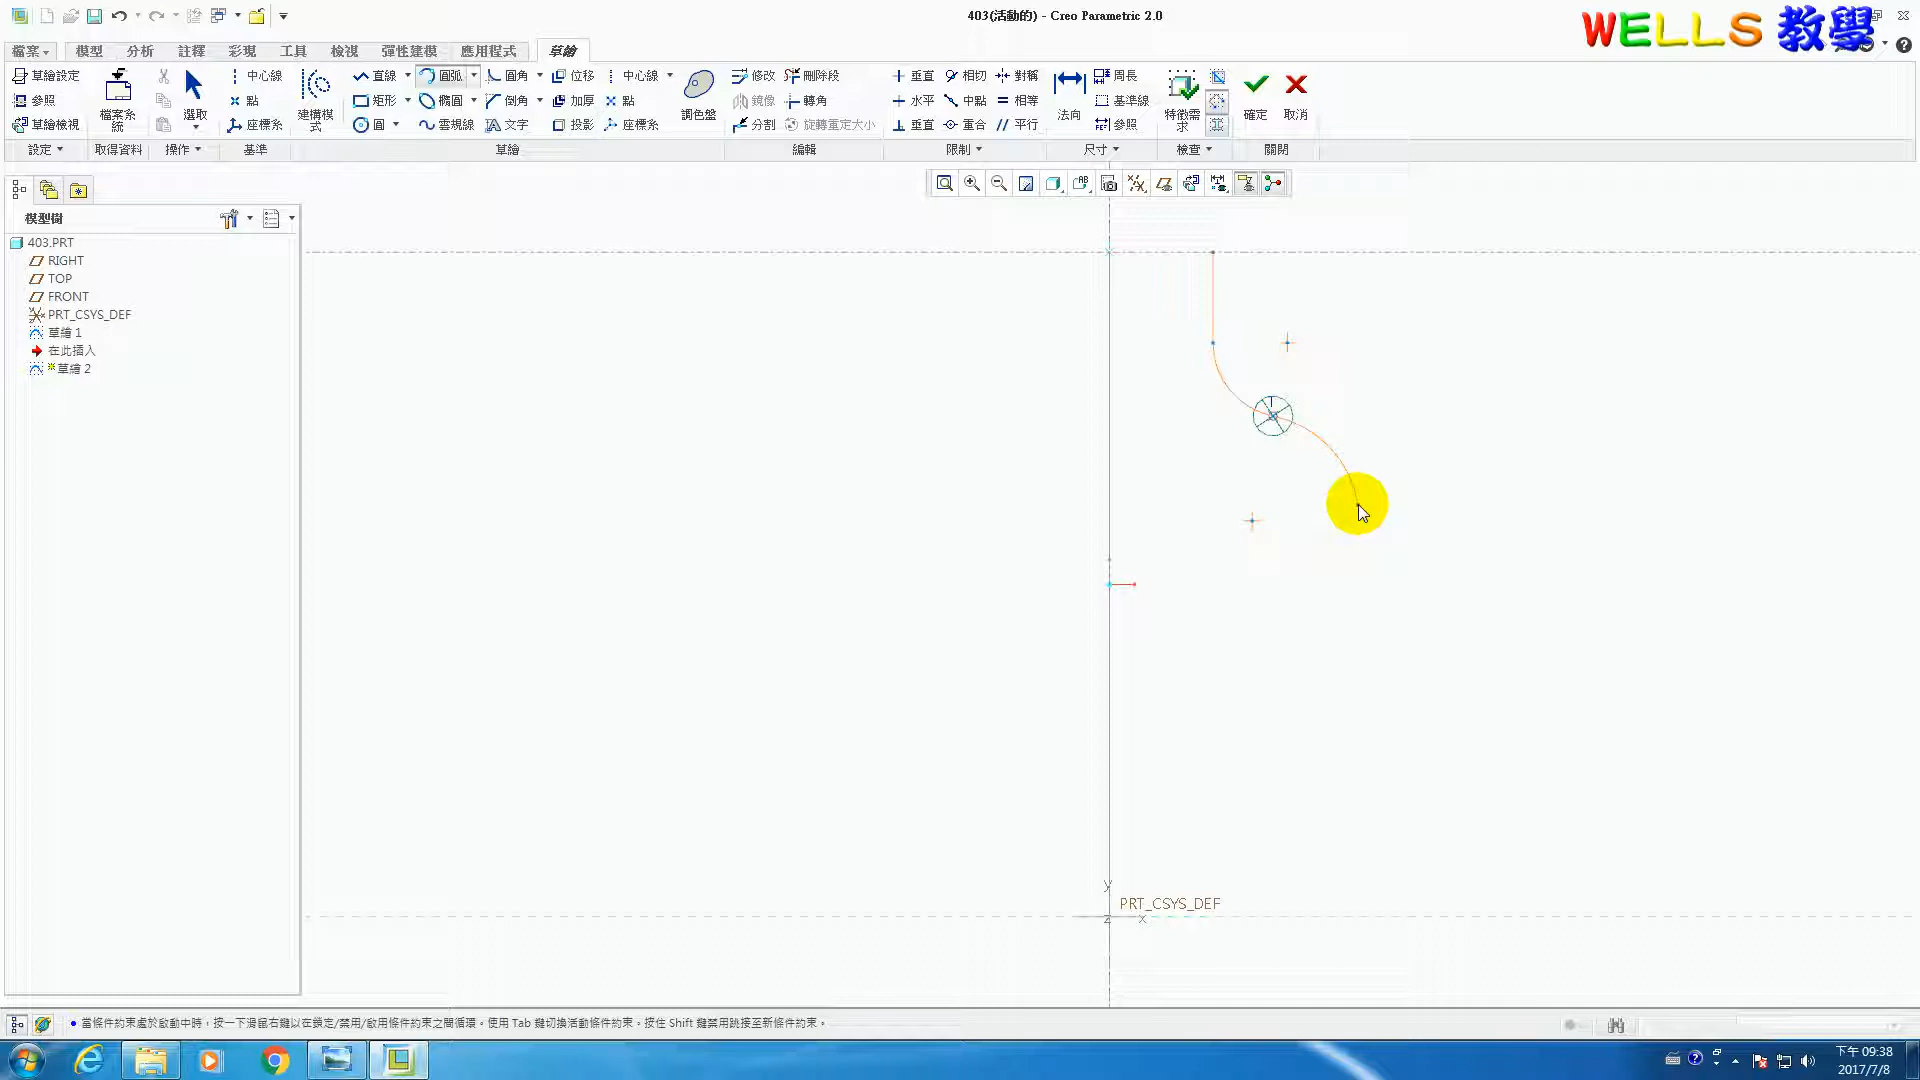 403(活動的) - Creo Parametric 2.0
WELLS 教學
檔案 模型 分析 註釋 彩現 工具 檢視 彈性建模 應用程式 草繪
草繪設定 中心線 直線 圓弧 圓角 位移 中心線 修改 刪除段 垂直 相切 對稱 周長
參照 點 矩形 橢圓 倒角 加厚 點 鏡像 轉角 水平 中點 相等 基準線
草繪檢視 座標系 圓 雲規線 文字 投影 座標系 分割 旋轉重定大小 垂直 重合 平行 參照
檔案系統 選取 建構模式 調色盤 法向 特徵需求 確定 取消
設定 取得資料 操作 基準 草繪 編輯 限制 尺寸 檢查 關閉
模型樹
403.PRT
RIGHT
TOP
FRONT
PRT_CSYS_DEF
草繪 1
在此插入
草繪 2
T
y
PRT_CSYS_DEF
z x
當條件約束處於啟動中時，按一下滑鼠右鍵以在鎖定/禁用/啟用條件約束之間循環。使用 Tab 鍵切換活動條件約束。按住 Shift 鍵禁用跳接至新條件約束。
下午 09:38
2017/7/8